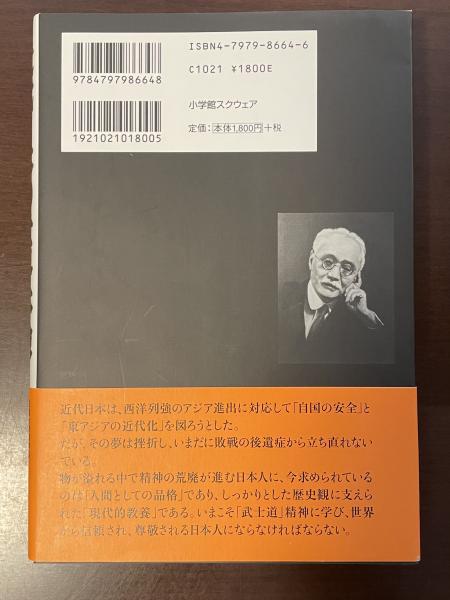 ISBN4-7979-8664-6
C1021 ¥1800E
9784797986648
小学館スクウェア
定価：本体1,800円+税
1921021018005
近代日本は、西洋列強のアジア進出に対応して「自国の安全」と
「東アジアの近代化」を図ろうとした。
だが、その夢は挫折し、いまだに敗戦の後遺症から立ち直れない
でいる。
物が溢れる中で精神の荒廃が進む日本人に、今求められている
のは「人間としての品格」であり、しっかりとした歴史観に支えら
れた「現代的教養」である。いまこそ「武士道」精神に学び、世界
から信頼され、尊敬される日本人にならなければならない。